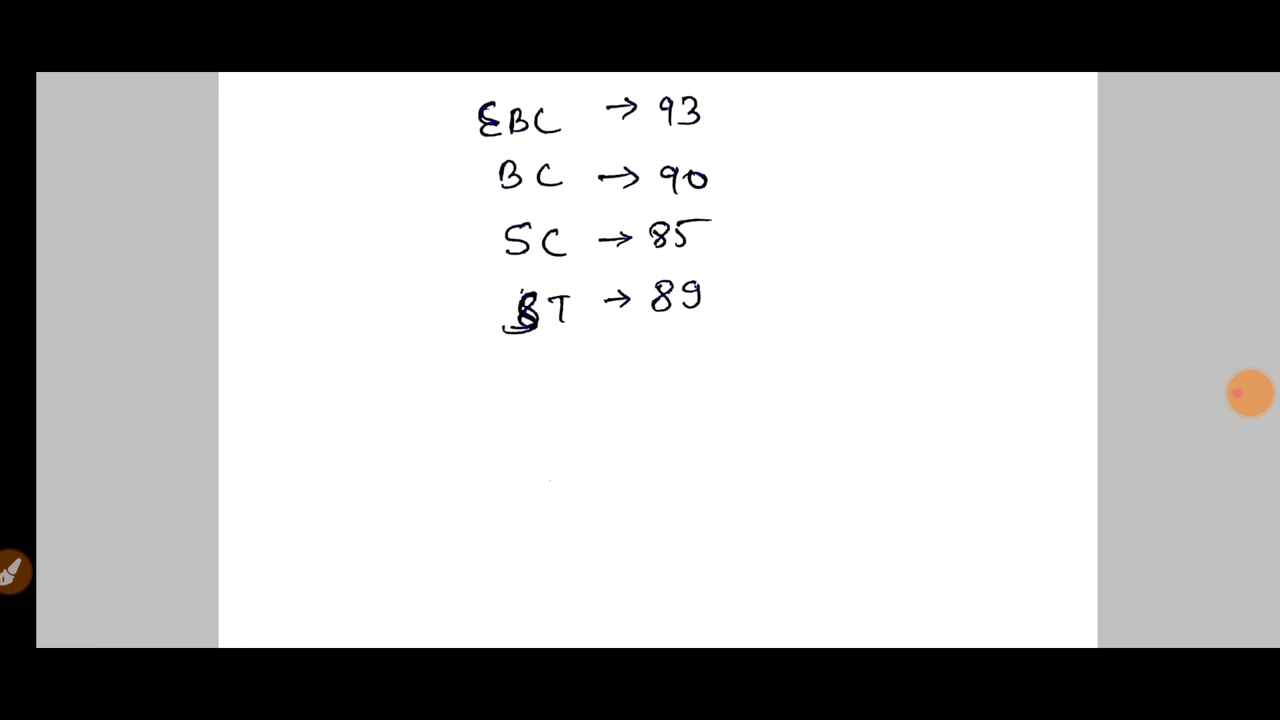 EBC → 93
BC → 90
SC → 85
ST → 89